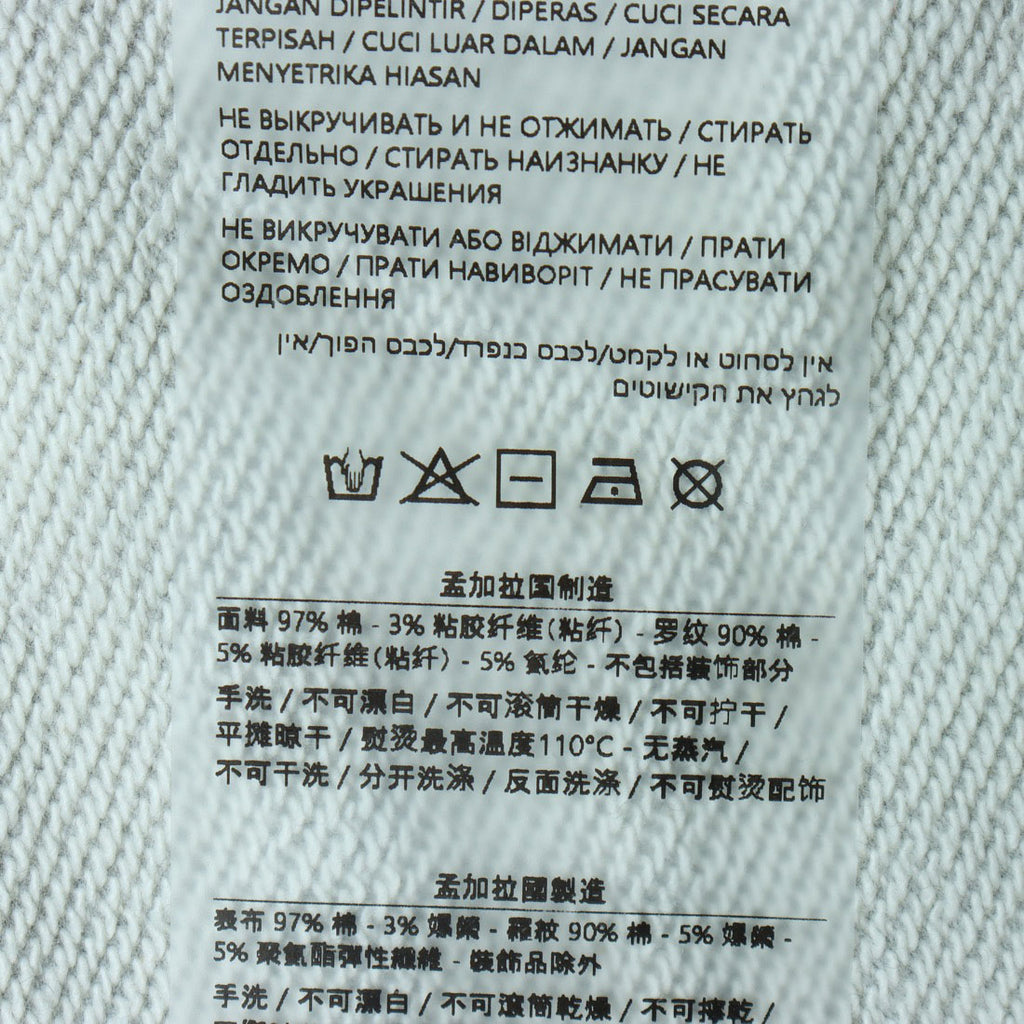 JANGAN DIPELINTIR / DIPERAS / CUCI SECARA
TERPISAH / CUCI LUAR DALAM / JANGAN
MENYETRIKA HIASAN
НЕ ВЫКРУЧИВАТЬ И НЕ ОТЖИМАТЬ / СТИРАТЬ
ОТДЕЛЬНО / СТИРАТЬ НАИЗНАНКУ / НЕ
ГЛАДИТЬ УКРАШЕНИЯ
НЕ ВИКРУЧУВАТИ АБО ВІДЖИМАТИ / ПРАТИ
ОКРЕМО / ПРАТИ НАВИВОРІТ / НЕ ПРАСУВАТИ
ОЗДОБЛЕННЯ
אין לסחוט או לקמט/לכבס בנפרד/לכבס הפוך/אין
לגהץ את הקישוטים
孟加拉国制造
面料 97% 棉 - 3% 粘胶纤维(粘纤) - 罗纹 90% 棉 -
5% 粘胶纤维(粘纤) - 5% 氨纶 - 不包括装饰部分
手洗 / 不可漂白 / 不可滚筒干燥 / 不可拧干 /
平摊晾干 / 熨烫最高温度110°C - 无蒸汽 /
不可干洗 / 分开洗涤 / 反面洗涤 / 不可熨烫配饰
孟加拉國製造
表布 97% 棉 - 3% 嫘縈 - 羅紋 90% 棉 - 5% 嫘縈 -
5% 聚氨酯彈性纖維 - 裝飾品除外
手洗 / 不可漂白 / 不可滾筒乾燥 / 不可擰乾 /